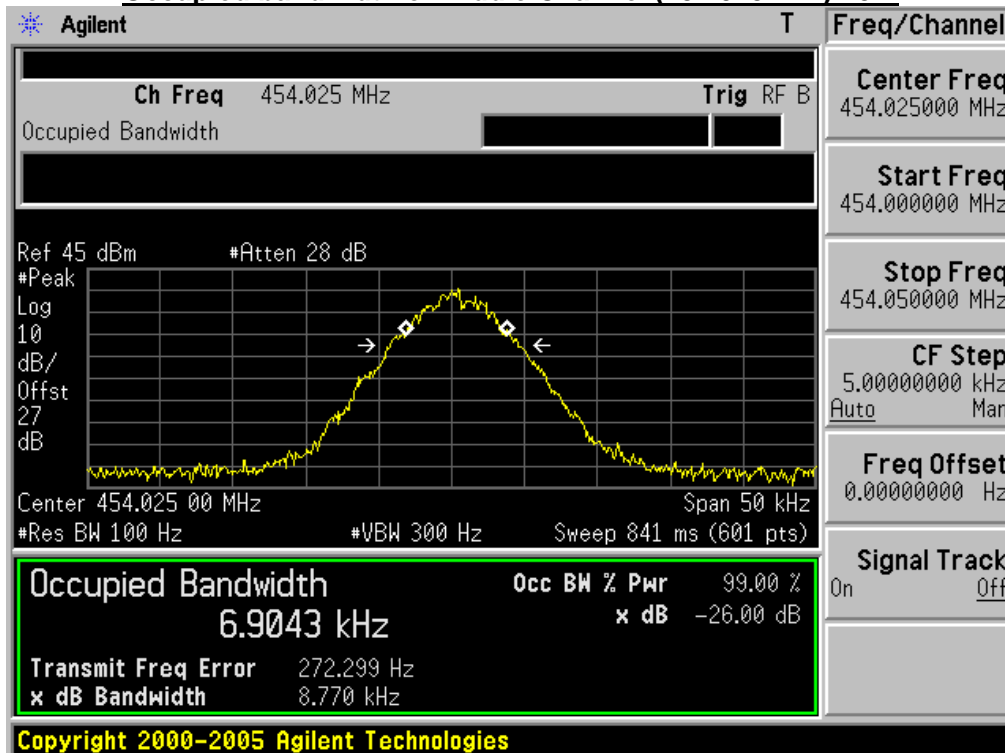 Agilent T
Freq/Channel
Ch Freq 454.025 MHz Trig RF B
Occupied Bandwidth
Center Freq
454.025000 MHz
Start Freq
454.000000 MHz
Ref 45 dBm #Atten 28 dB
#Peak
Log
10
dB/
Offst
27
dB
Stop Freq
454.050000 MHz
CF Step
5.00000000 kHz
Auto Man
Freq Offset
0.00000000 Hz
Center 454.025 00 MHz Span 50 kHz
#Res BW 100 Hz #VBW 300 Hz Sweep 841 ms (601 pts)
Signal Track
On Off
Occupied Bandwidth
6.9043 kHz
Occ BW % Pwr 99.00 %
x dB -26.00 dB
Transmit Freq Error 272.299 Hz
x dB Bandwidth 8.770 kHz
Copyright 2000-2005 Agilent Technologies